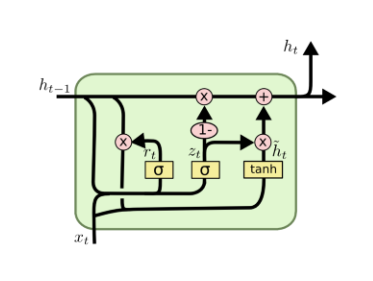 h_t
h_{t-1}
x +
1-
x r_t z_t x h̃_t
σ σ tanh
x_t